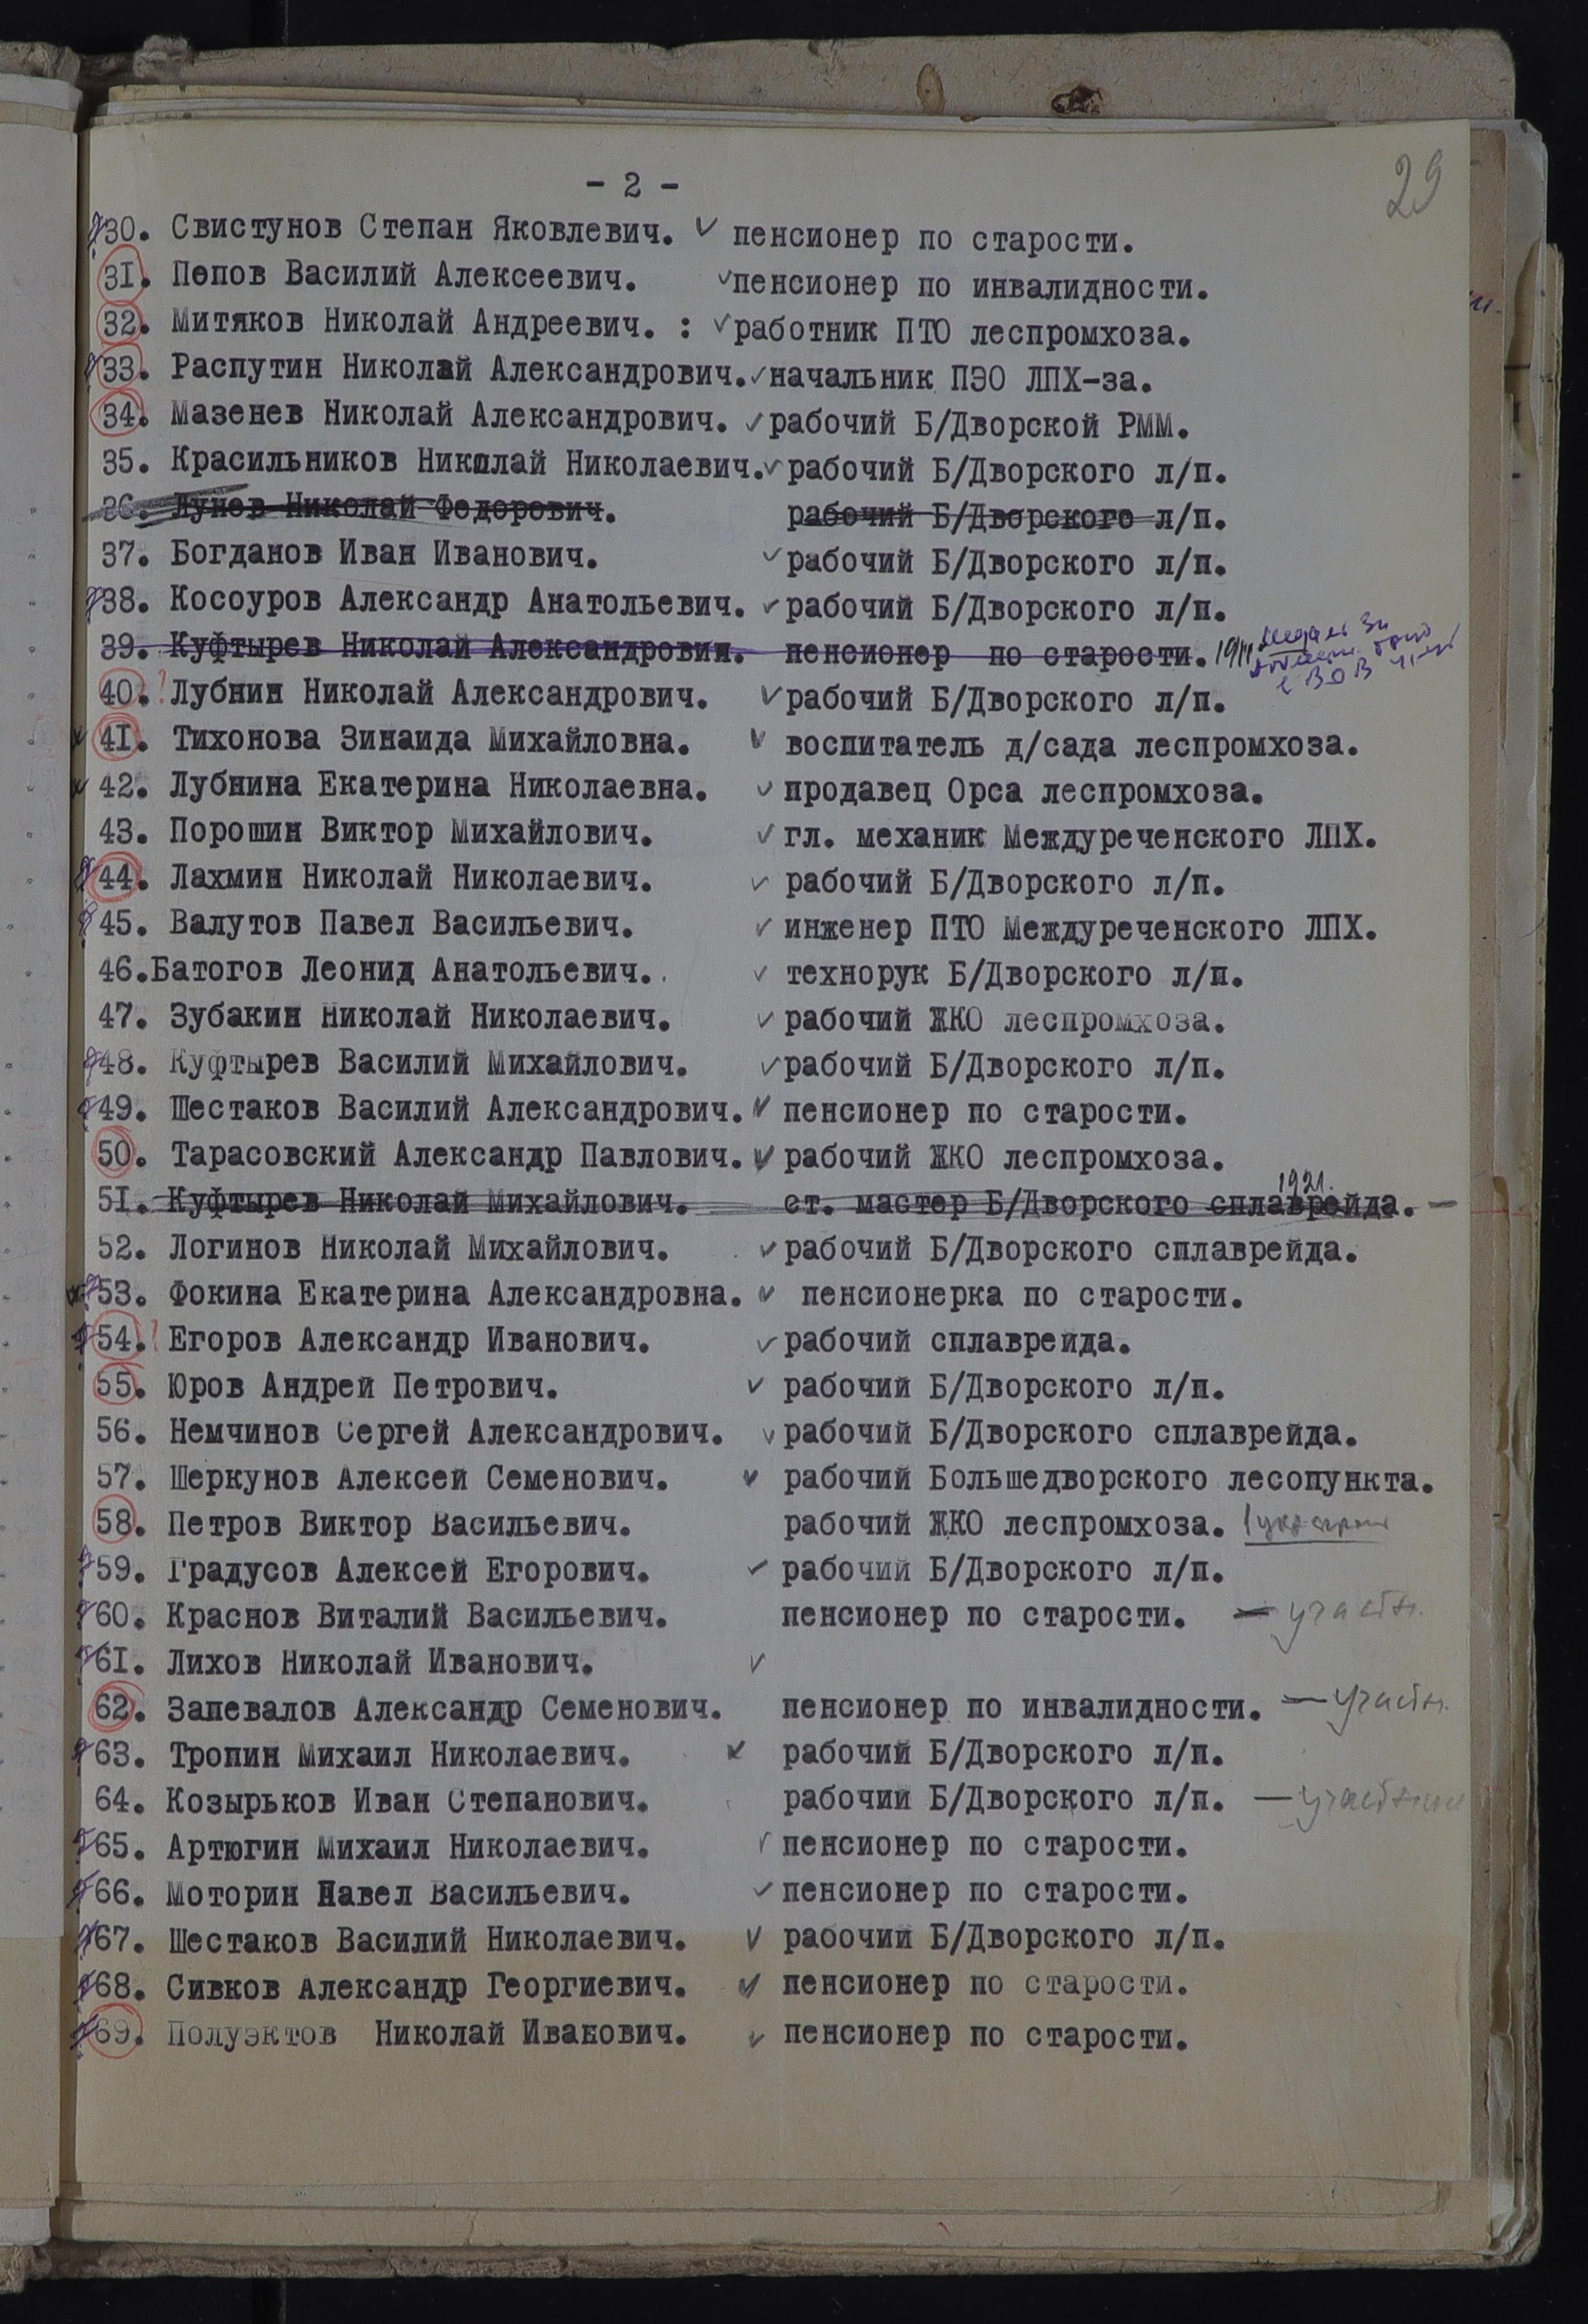 29
- 2 -
30. Свистунов Степан Яковлевич. пенсионер по старости.
31. Попов Василий Алексеевич. пенсионер по инвалидности.
32. Митяков Николай Андреевич. : работник ПТО леспромхоза.
33. Распутин Николай Александрович. начальник ПЭО ЛПХ-за.
34. Мазенев Николай Александрович. рабочий Б/Дворской РММ.
35. Красильников Николай Николаевич. рабочий Б/Дворского л/п.
36. Лунев Николай Федорович. рабочий Б/Дворского л/п.
37. Богданов Иван Иванович. рабочий Б/Дворского л/п.
38. Косоуров Александр Анатольевич. рабочий Б/Дворского л/п.
39. Куфтырев Николай Александрович. пенсионер по старости.
40. ? Лубнин Николай Александрович. рабочий Б/Дворского л/п.
41. Тихонова Зинаида Михайловна. воспитатель д/сада леспромхоза.
42. Лубнина Екатерина Николаевна. продавец Орса леспромхоза.
43. Порошин Виктор Михайлович. гл. механик Междуреченского ЛПХ.
44. Лахмин Николай Николаевич. рабочий Б/Дворского л/п.
45. Валутов Павел Васильевич. инженер ПТО Междуреченского ЛПХ.
46.Батогов Леонид Анатольевич. технорук Б/Дворского л/п.
47. Зубакин Николай Николаевич. рабочий ЖКО леспромхоза.
48. Куфтырев Василий Михайлович. рабочий Б/Дворского л/п.
49. Шестаков Василий Александрович. пенсионер по старости.
50. Тарасовский Александр Павлович. рабочий ЖКО леспромхоза.
1921.
51. Куфтырев Николай Михайлович. ст. мастер Б/Дворского сплаврейда. —
52. Логинов Николай Михайлович. рабочий Б/Дворского сплаврейда.
53. Фокина Екатерина Александровна. пенсионерка по старости.
54. ? Егоров Александр Иванович. рабочий сплаврейда.
55. Юров Андрей Петрович. рабочий Б/Дворского л/п.
56. Немчинов Сергей Александрович. рабочий Б/Дворского сплаврейда.
57. Шеркунов Алексей Семенович. рабочий Большедворского лесопункта.
58. Петров Виктор Васильевич. рабочий ЖКО леспромхоза.
59. Градусов Алексей Егорович. рабочий Б/Дворского л/п.
60. Краснов Виталий Васильевич. пенсионер по старости. — участн.
61. Лихов Николай Иванович.
62. Запевалов Александр Семенович. пенсионер по инвалидности. — участн.
63. Тропин Михаил Николаевич. рабочий Б/Дворского л/п.
64. Козырьков Иван Степанович. рабочий Б/Дворского л/п. — участник
65. Артюгин Михаил Николаевич. пенсионер по старости.
66. Моторин Павел Васильевич. пенсионер по старости.
67. Шестаков Василий Николаевич. рабочий Б/Дворского л/п.
68. Сивков Александр Георгиевич. пенсионер по старости.
69. Полуэктов Николай Иванович. пенсионер по старости.